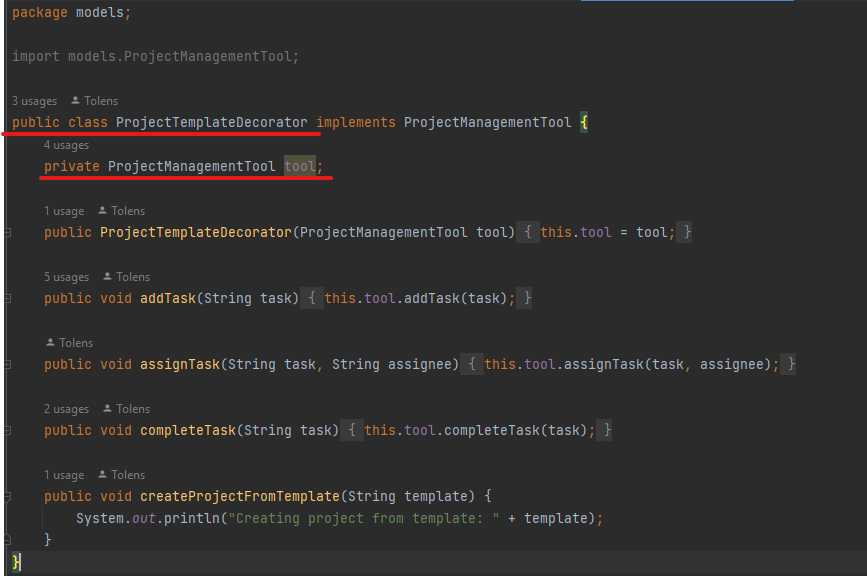 package models;
import models.ProjectManagementTool;
3 usages Tolens
public class ProjectTemplateDecorator implements ProjectManagementTool {
4 usages
private ProjectManagementTool tool;
1 usage Tolens
public ProjectTemplateDecorator(ProjectManagementTool tool) { this.tool = tool; }
5 usages Tolens
public void addTask(String task) { this.tool.addTask(task); }
Tolens
public void assignTask(String task, String assignee) { this.tool.assignTask(task, assignee); }
2 usages Tolens
public void completeTask(String task) { this.tool.completeTask(task); }
1 usage Tolens
public void createProjectFromTemplate(String template) {
System.out.println("Creating project from template: " + template);
}
}